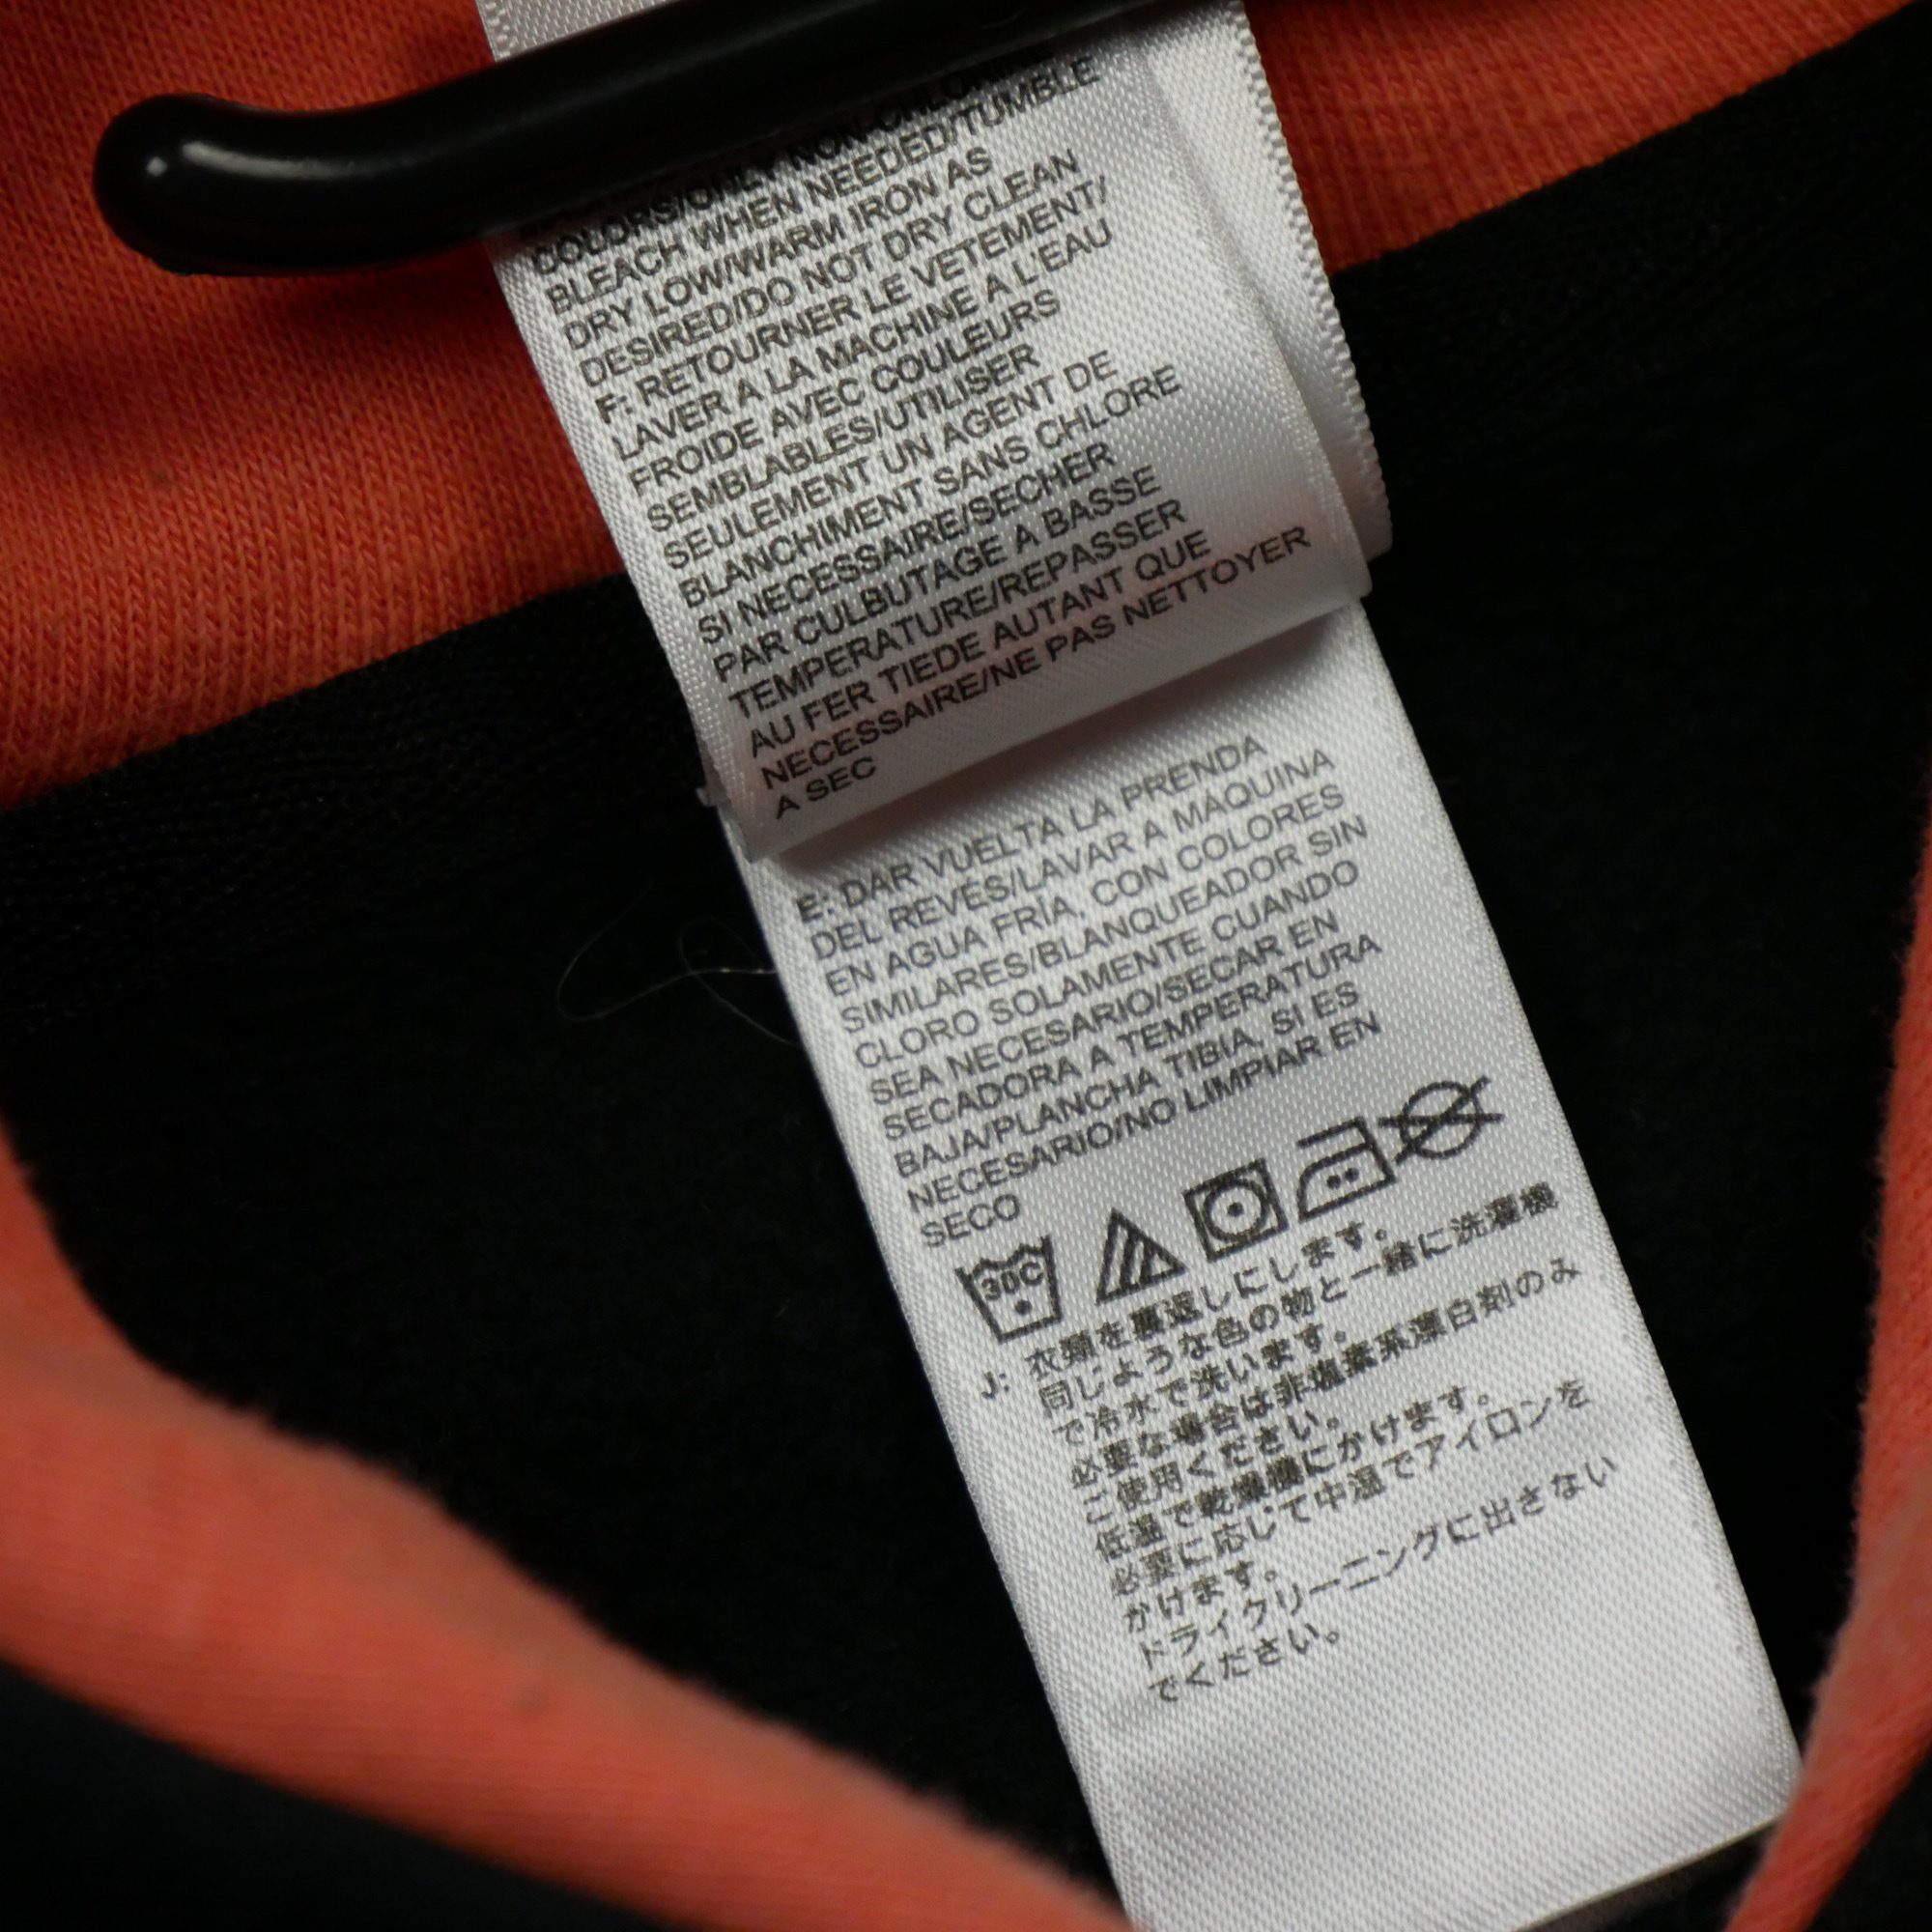 COLORS/ONLY NON-CHLORINE
BLEACH WHEN NEEDED/TUMBLE
DRY LOW/WARM IRON AS
DESIRED/DO NOT DRY CLEAN
F: RETOURNER LE VETEMENT/
LAVER A LA MACHINE A L'EAU
FROIDE AVEC COULEURS
SEMBLABLES/UTILISER
SEULEMENT UN AGENT DE
BLANCHIMENT SANS CHLORE
SI NECESSAIRE/SECHER
PAR CULBUTAGE A BASSE
TEMPERATURE/REPASSER
AU FER TIEDE AUTANT QUE
NECESSAIRE/NE PAS NETTOYER
A SEC
E: DAR VUELTA LA PRENDA
DEL REVÉS/LAVAR A MAQUINA
EN AGUA FRÍA, CON COLORES
SIMILARES/BLANQUEADOR SIN
CLORO SOLAMENTE CUANDO
SEA NECESARIO/SECAR EN
SECADORA A TEMPERATURA
BAJA/PLANCHA TIBIA, SI ES
NECESARIO/NO LIMPIAR EN
SECO
30C
J: 衣類を裏返しにします。
同じような色の物と一緒に洗濯機
で冷水で洗います。
必要な場合は非塩素系漂白剤のみ
ご使用ください。
低温で乾燥機にかけます。
必要に応じて中温でアイロンを
かけます。
ドライクリーニングに出さない
でください。